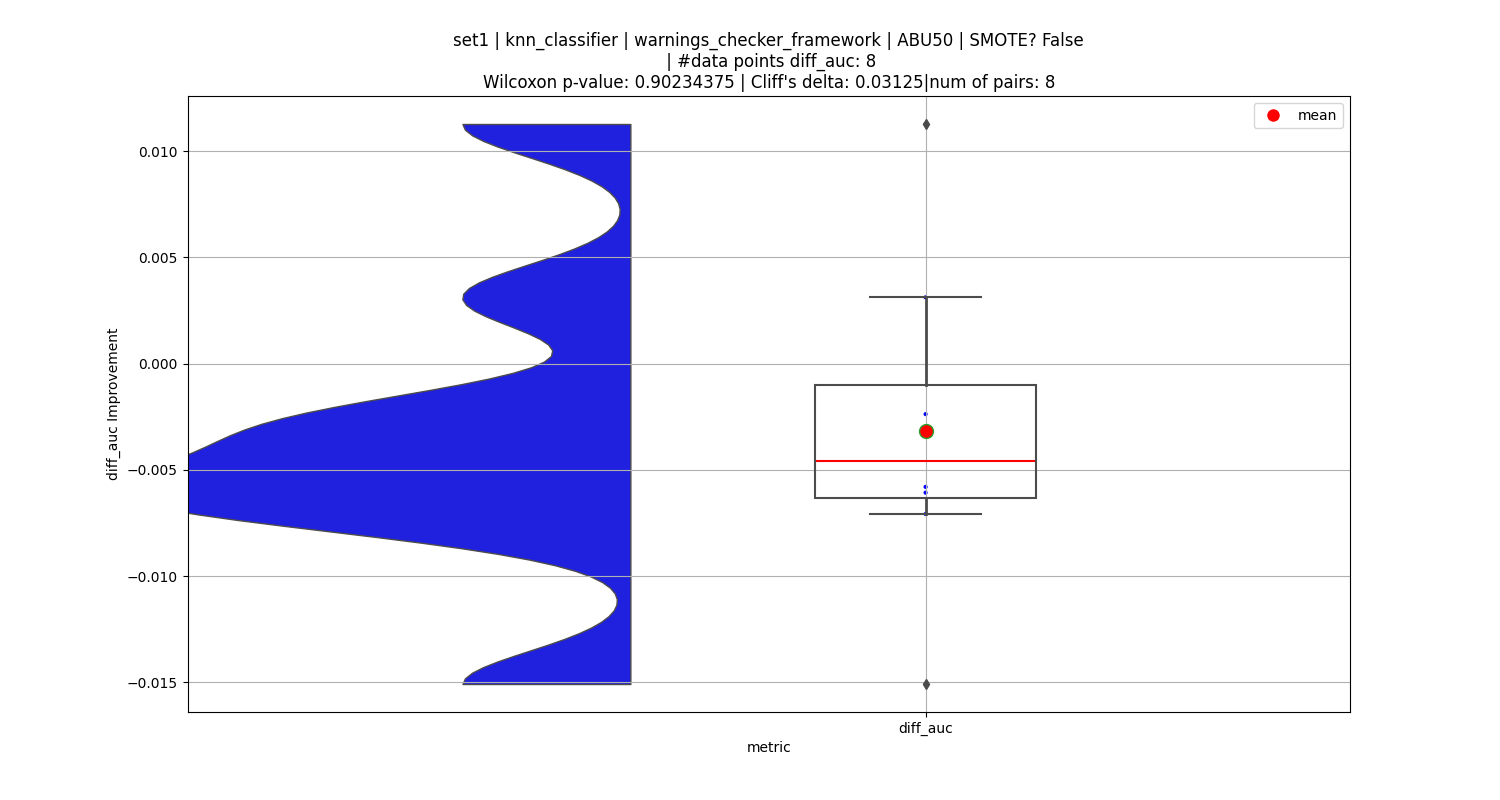 set1 | knn_classifier | warnings_checker_framework | ABU50 | SMOTE? False
| #data points diff_auc: 8
Wilcoxon p-value: 0.90234375 | Cliff's delta: 0.03125|num of pairs: 8
mean
0.010
0.005
0.000
−0.005
−0.010
−0.015
diff_auc Improvement
diff_auc
metric